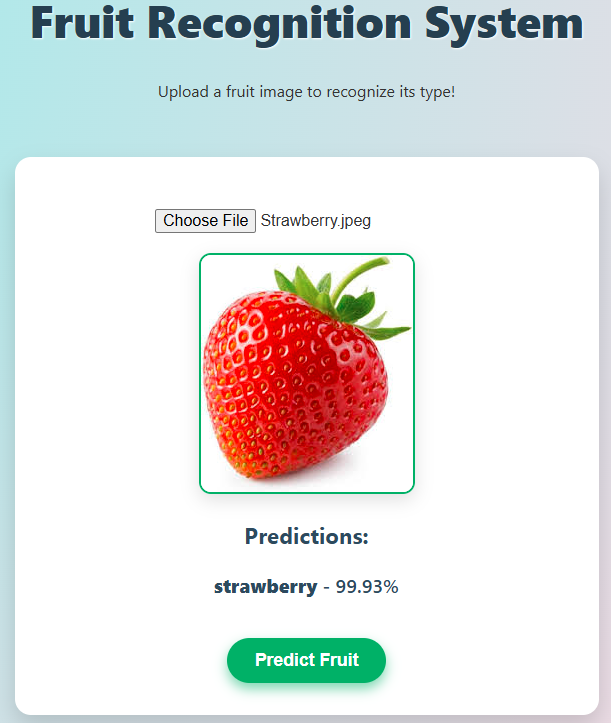 Fruit Recognition System
Upload a fruit image to recognize its type!
Choose File Strawberry.jpeg
Predictions:
strawberry - 99.93%
Predict Fruit